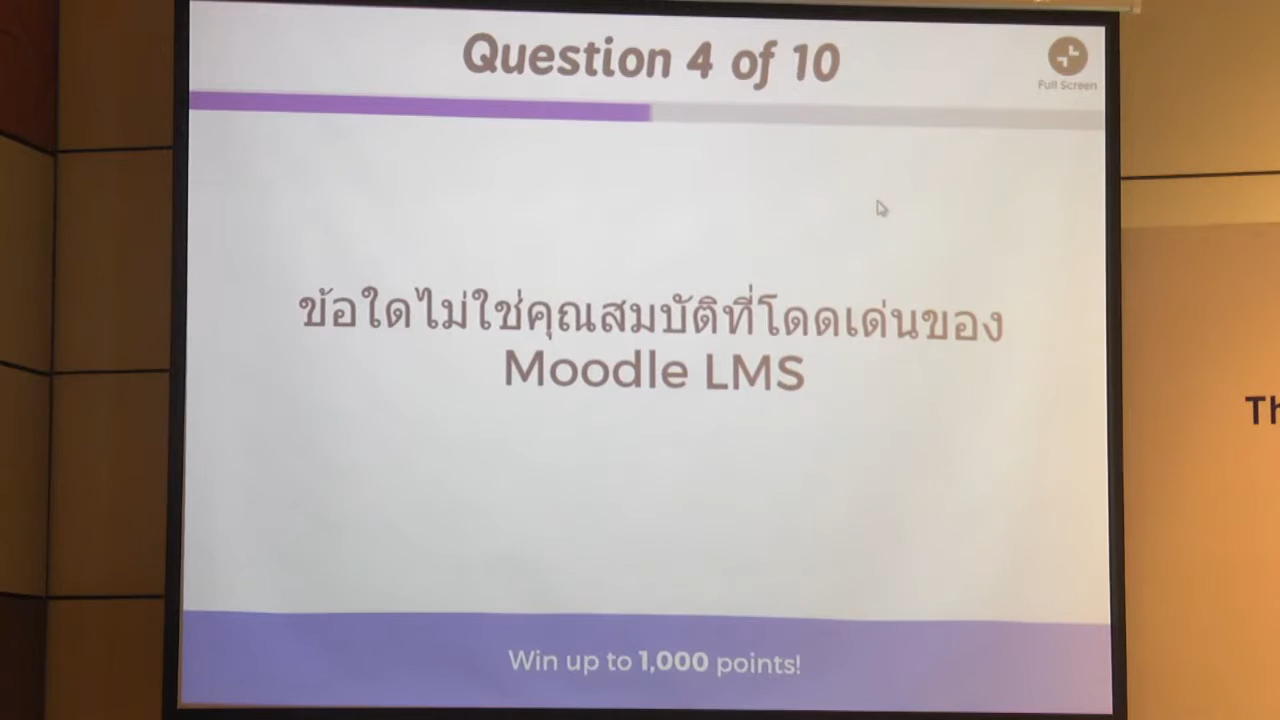 Question 4 of 10
Full Screen
ข้อใดไม่ใช่คุณสมบัติที่โดดเด่นของ
Moodle LMS
Th
Win up to 1,000 points!